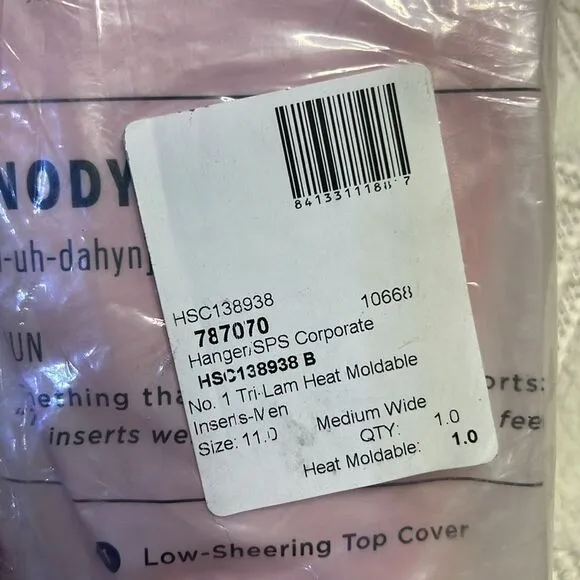 NODY
-uh-dahyn]
UN
ething tha
orts:
inserts we
fee
Low-Sheering Top Cover
HSC138938
10668
787070
Hanger/SPS Corporate
HSC138938 B
No. 1 Tri-Lam Heat Moldable
Inserts-Men
Medium Wide
Size: 11.0
QTY: 1.0
Heat Moldable: 1.0